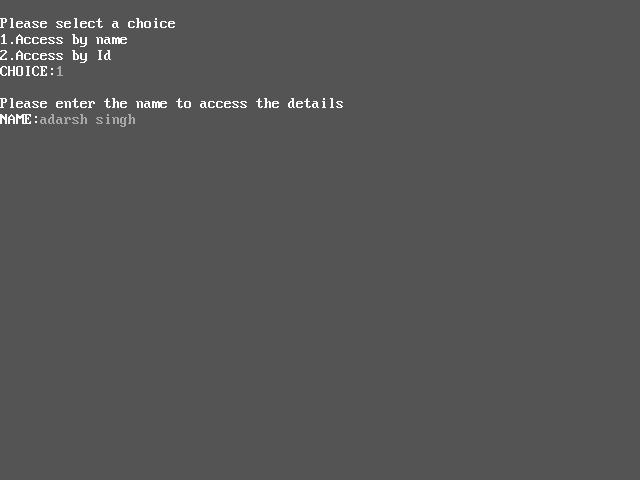 Please select a choice
1.Access by name
2.Access by Id
CHOICE:1
Please enter the name to access the details
NAME:adarsh singh